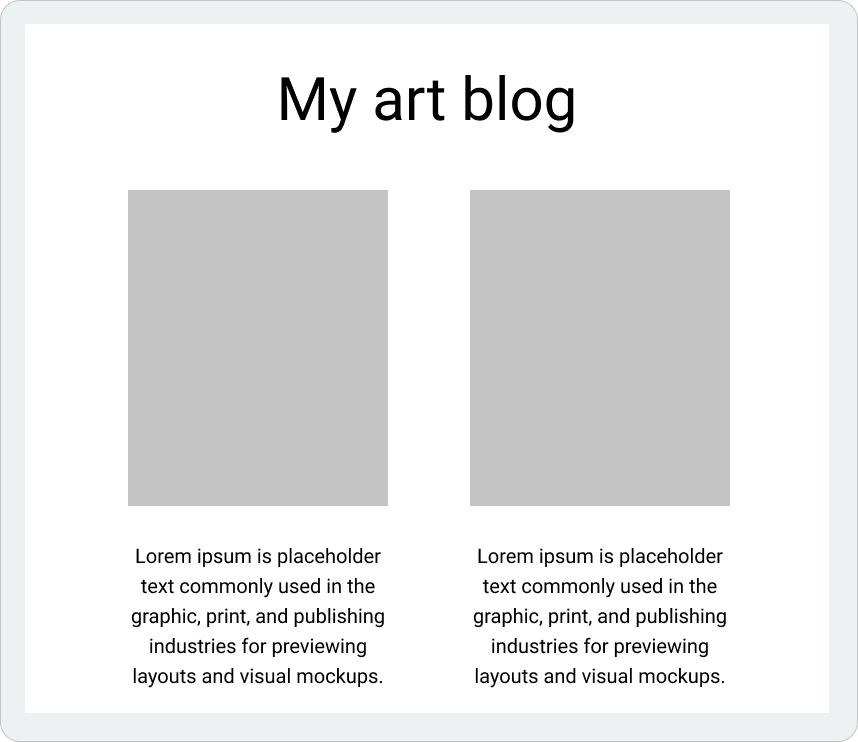 My art blog
Lorem ipsum is placeholder
text commonly used in the
graphic, print, and publishing
industries for previewing
layouts and visual mockups.
Lorem ipsum is placeholder
text commonly used in the
graphic, print, and publishing
industries for previewing
layouts and visual mockups.